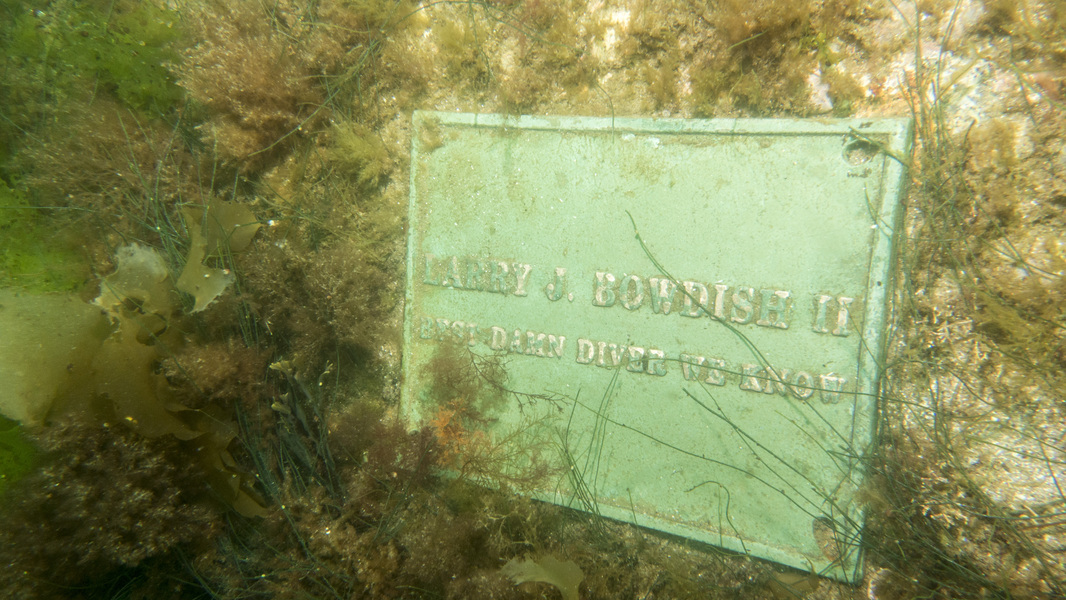 LARRY J. BOWDISH II
BEST DAMN DIVER WE KNOW